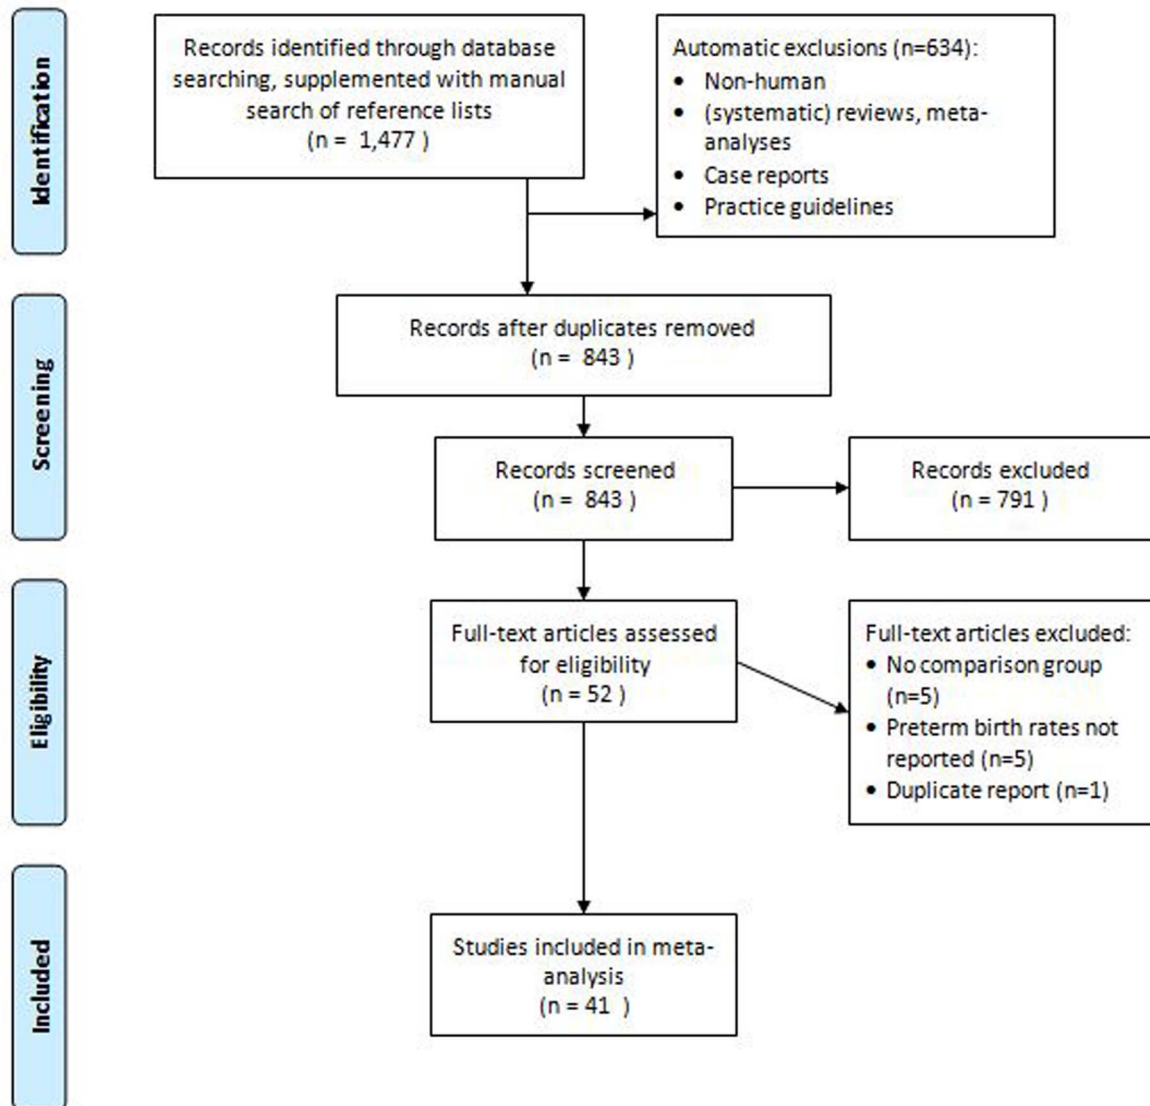 Identification
Records identified through database
searching, supplemented with manual
search of reference lists
(n = 1,477 )
Automatic exclusions (n=634):
• Non-human
• (systematic) reviews, meta-
analyses
• Case reports
• Practice guidelines
Screening
Records after duplicates removed
(n = 843 )
Records screened
(n = 843 )
Records excluded
(n = 791 )
Eligibility
Full-text articles assessed
for eligibility
(n = 52 )
Full-text articles excluded:
• No comparison group
(n=5)
• Preterm birth rates not
reported (n=5)
• Duplicate report (n=1)
Included
Studies included in meta-
analysis
(n = 41 )